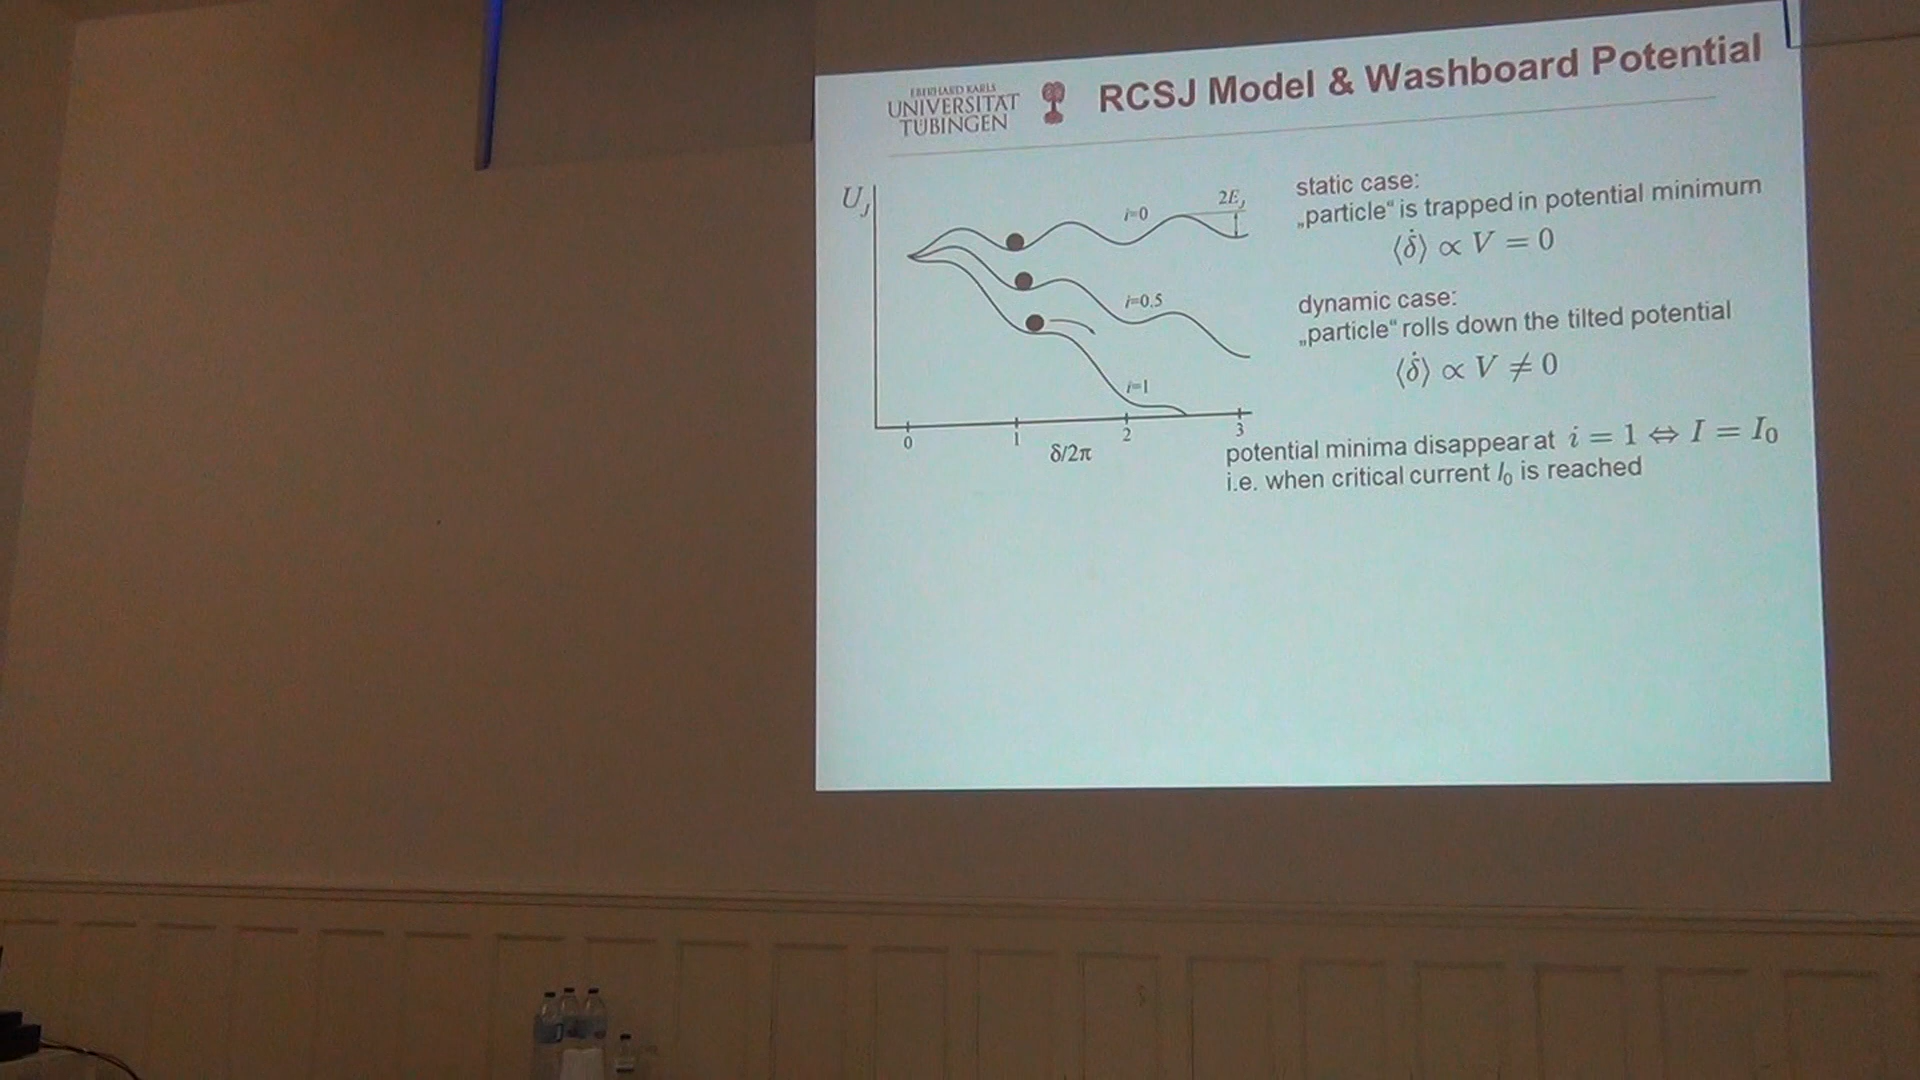 EBERHARD KARLS
UNIVERSITÄT
TÜBINGEN
RCSJ Model & Washboard Potential
U_J
i=0
2E_J
i=0.5
i=1
0 1 2 3
δ/2π
static case:
„particle“ is trapped in potential minimum
⟨δ̇⟩ ∝ V = 0
dynamic case:
„particle“ rolls down the tilted potential
⟨δ̇⟩ ∝ V ≠ 0
potential minima disappear at i = 1 ⇔ I = I₀
i.e. when critical current I₀ is reached